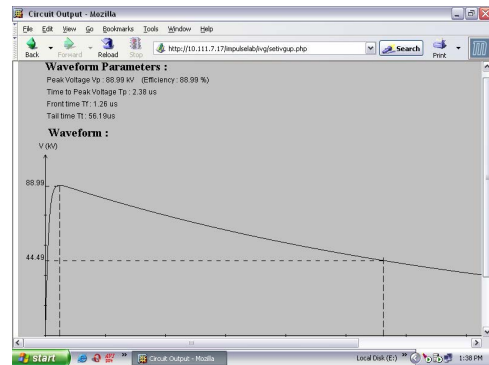 Circuit Output - Mozilla
File Edit View Go Bookmarks Tools Window Help
Back Forward Reload Stop http://10.111.7.17/impulselab/ivg/setivgup.php Search Print
Waveform Parameters :
Peak Voltage Vp : 88.99 kV (Efficiency : 88.99 %)
Time to Peak Voltage Tp : 2.38 us
Front time Tf : 1.26 us
Tail time Tt : 56.19us
Waveform :
V (kV)
88.99
44.49
start Circuit Output - Mozilla Local Disk (E:) 1:38 PM